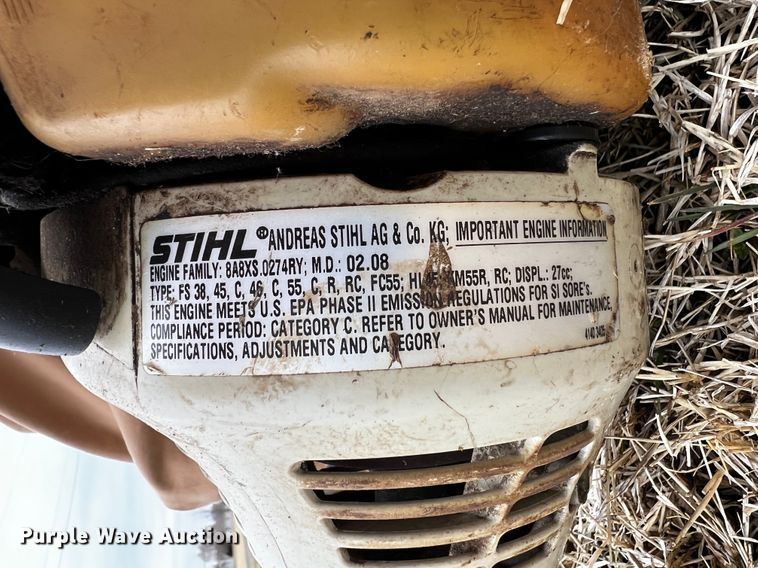 STIHL® ANDREAS STIHL AG & Co. KG: IMPORTANT ENGINE INFORMATION
ENGINE FAMILY: 8A8XS.0274RY; M.D.: 02.08
TYPE: FS 38, 45, C, 46, C, 55, C, R, RC, FC55; KM55R, RC; DISPL.: 27cc;
THIS ENGINE MEETS U.S. EPA PHASE II EMISSION REGULATIONS FOR SI SORE's.
COMPLIANCE PERIOD: CATEGORY C. REFER TO OWNER'S MANUAL FOR MAINTENANCE,
SPECIFICATIONS, ADJUSTMENTS AND CATEGORY.
Purple Wave Auction